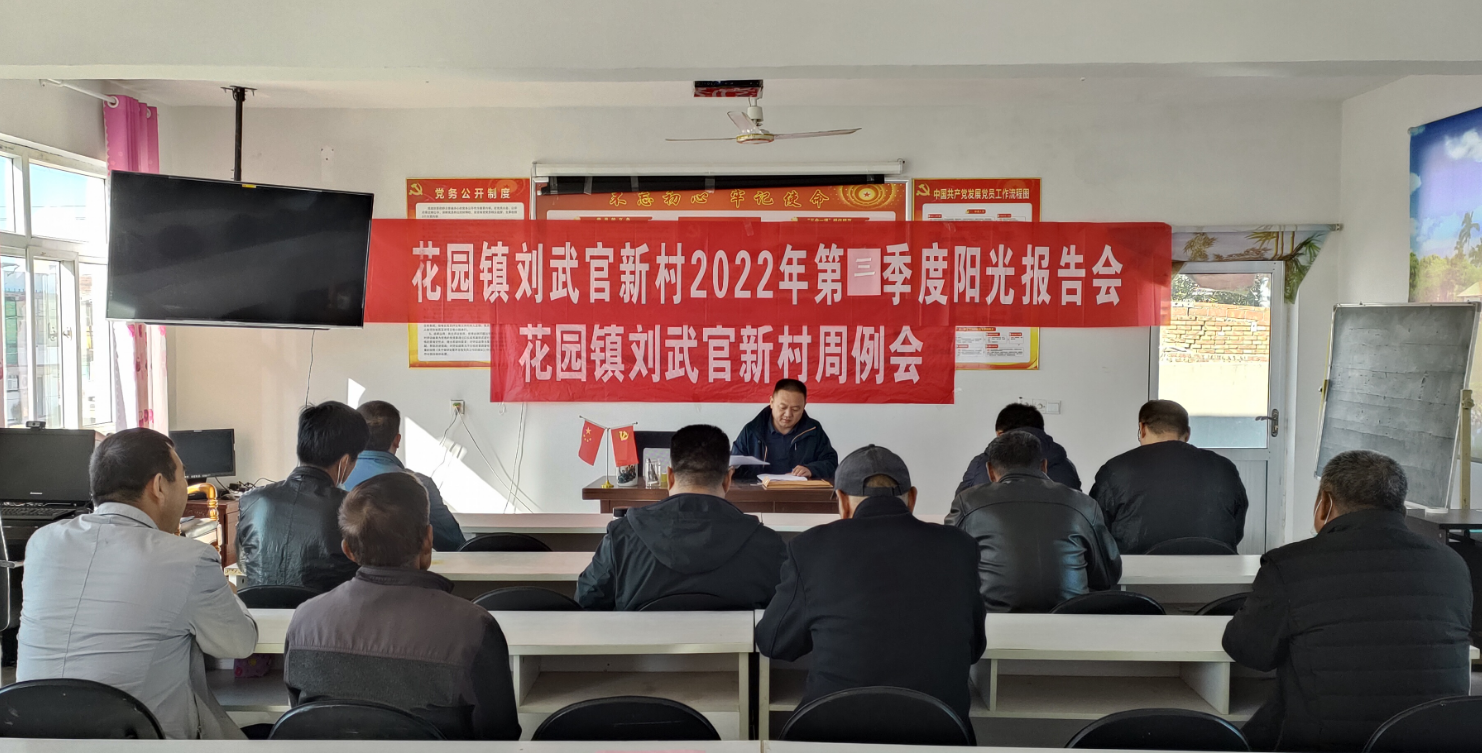 党务公开制度
不忘初心 牢记使命
中国共产党发展党员工作流程图
花园镇刘武官新村2022年第三季度阳光报告会
花园镇刘武官新村周例会